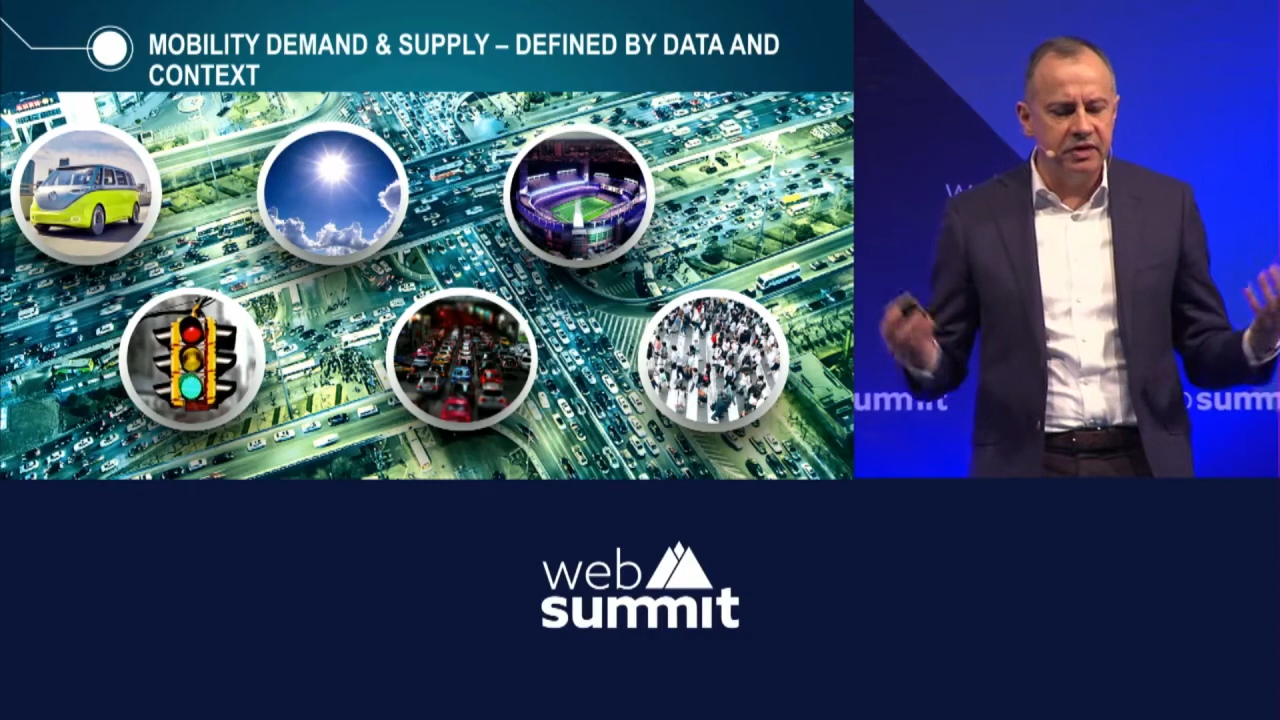 MOBILITY DEMAND & SUPPLY – DEFINED BY DATA AND
CONTEXT
web
summit